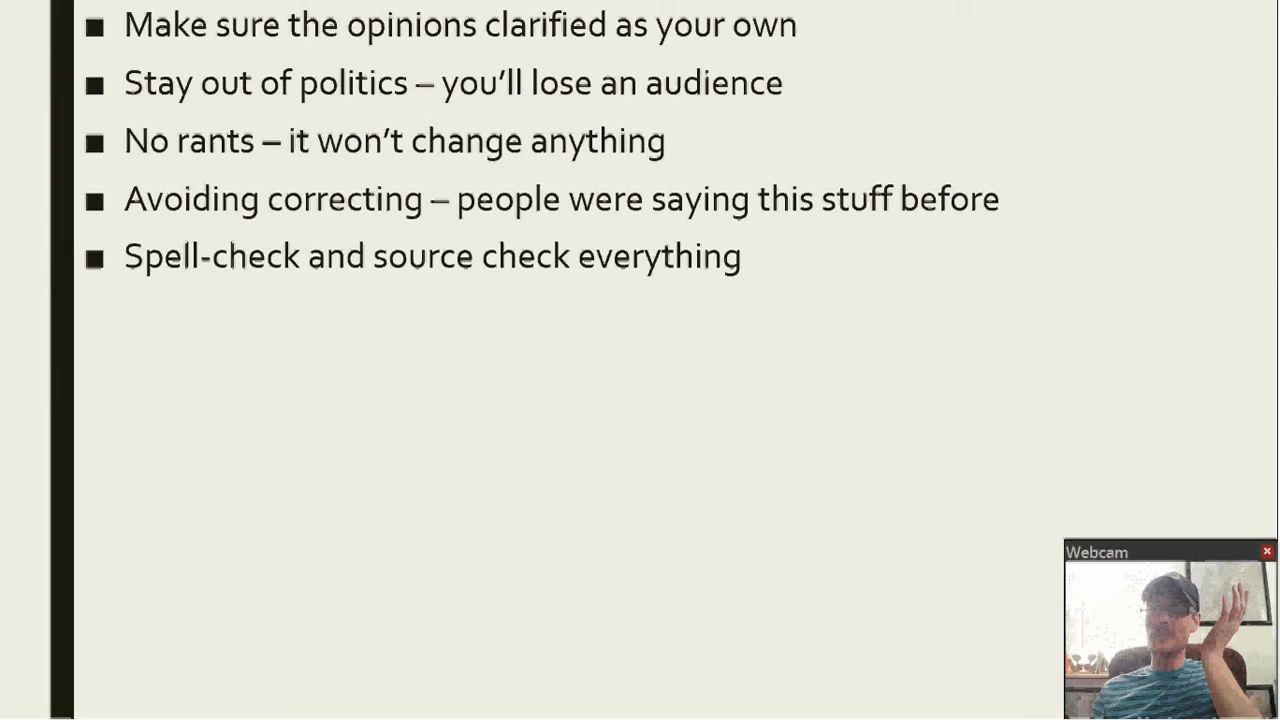 Make sure the opinions clarified as your own
Stay out of politics – you'll lose an audience
No rants – it won't change anything
Avoiding correcting – people were saying this stuff before
Spell-check and source check everything
Webcam